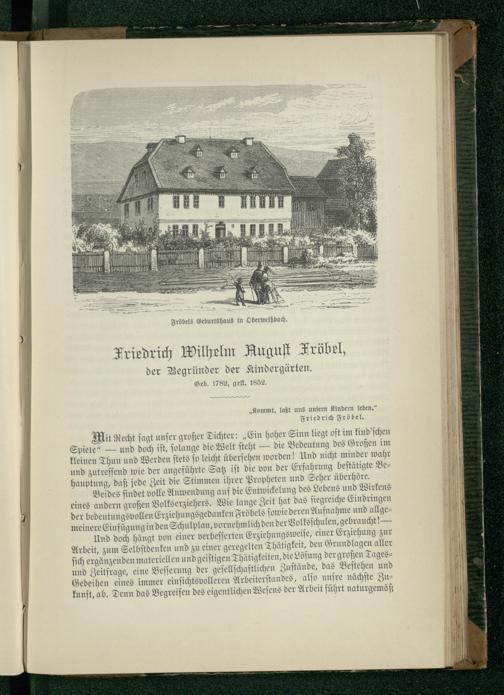 Fröbels Geburtshaus in Oberweißbach.
Friedrich Wilhelm August Fröbel,
der Begründer der Kindergärten.
Geb. 1782, gest. 1852.
„Kommt, laßt uns unsern Kindern leben.“
Friedrich Fröbel.
Mit Recht sagt unser großer Dichter: „Ein hoher Sinn liegt oft im kind'schen
Spiele“ — und doch ist, solange die Welt steht — die Bedeutung des Großen im
kleinen Thun und Werden stets so leicht übersehen worden! Und nicht minder wahr
und zutreffend wie der angeführte Satz ist die von der Erfahrung bestätigte Be-
hauptung, daß jede Zeit die Stimmen ihrer Propheten und Seher überhöre.
Beides findet volle Anwendung auf die Entwickelung des Lebens und Wirkens
eines andern großen Volkserziehers. Wie lange Zeit hat das siegreiche Eindringen
der bedeutungsvollen Erziehungsgedanken Fröbels sowie deren Aufnahme und allge-
meinere Einfügung in den Schulplan, vornehmlich den der Volksschulen, gebraucht! —
Und doch hängt von einer verbesserten Erziehungsweise, einer Erziehung zur
Arbeit, zum Selbstdenken und zu einer geregelten Thätigkeit, den Grundlagen aller
sich ergänzenden materiellen und geistigen Thätigkeiten, die Lösung der großen Tages-
und Zeitfrage, eine Besserung der gesellschaftlichen Zustände, das Bestehen und
Gedeihen eines immer einsichtsvolleren Arbeiterstandes, also unsre nächste Zu-
kunft, ab. Denn das Begreifen des eigentlichen Wesens der Arbeit führt naturgemäß